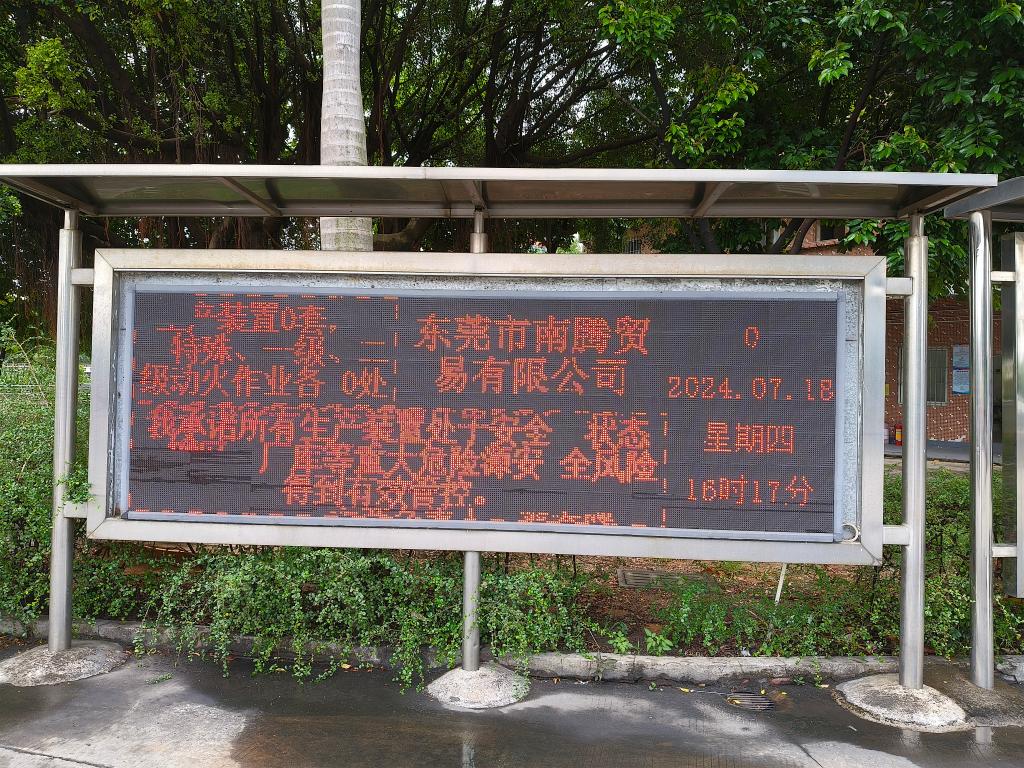 装置0套,
特殊、一级、二
级动火作业各 0处
东莞市南腾贸
易有限公司
0
2024.07.18
星期四
16时17分
所有生产装置处于安全 状态
厂库等重大危险源安 全风险
得到有效管控。